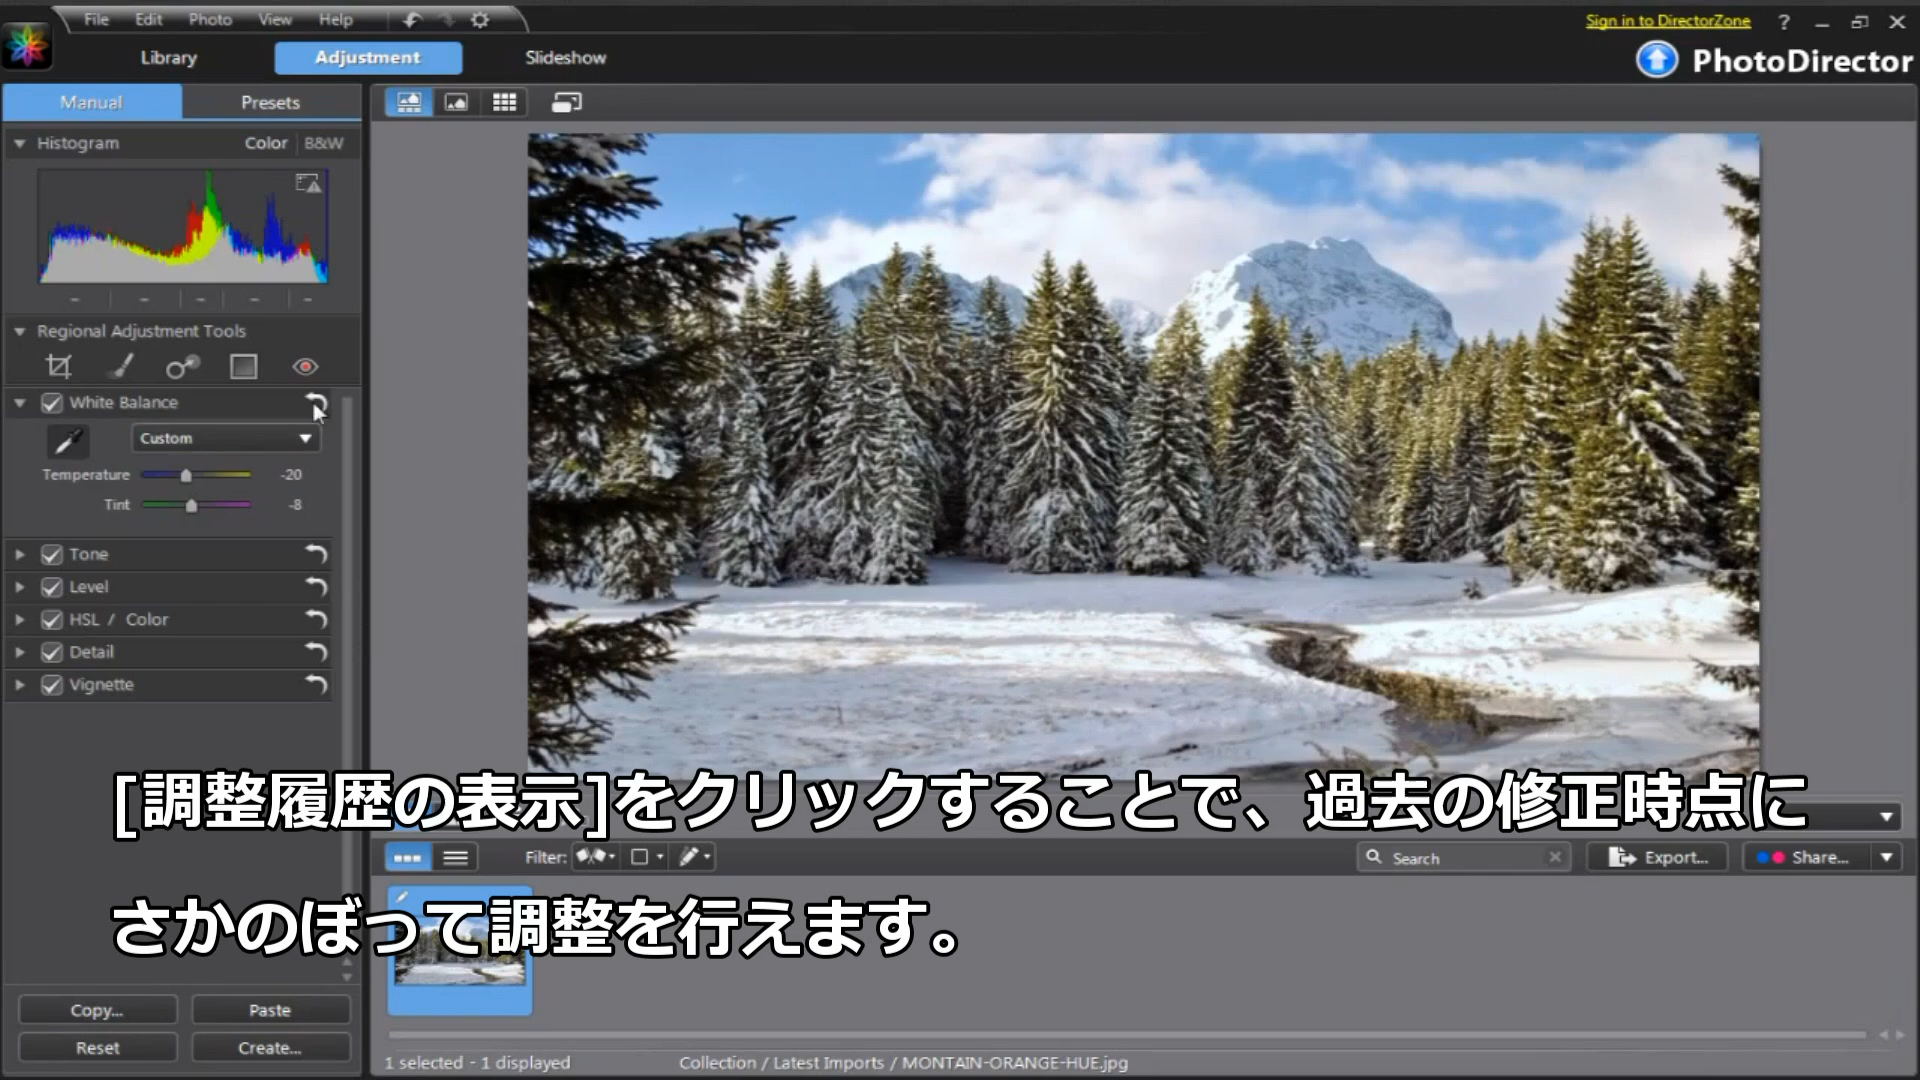 File Edit Photo View Help
Sign in to DirectorZone ?
Library Adjustment Slideshow
PhotoDirector
Manual Presets
Histogram Color B&W
Regional Adjustment Tools
White Balance
Custom
Temperature -20
Tint -8
Tone
Level
HSL / Color
Detail
Vignette
[調整履歴の表示]をクリックすることで、過去の修正時点に
Filter: Search Export... Share...
さかのぼって調整を行えます。
Copy... Paste
Reset Create...
1 selected - 1 displayed Collection / Latest Imports / MONTAIN-ORANGE-HUE.jpg